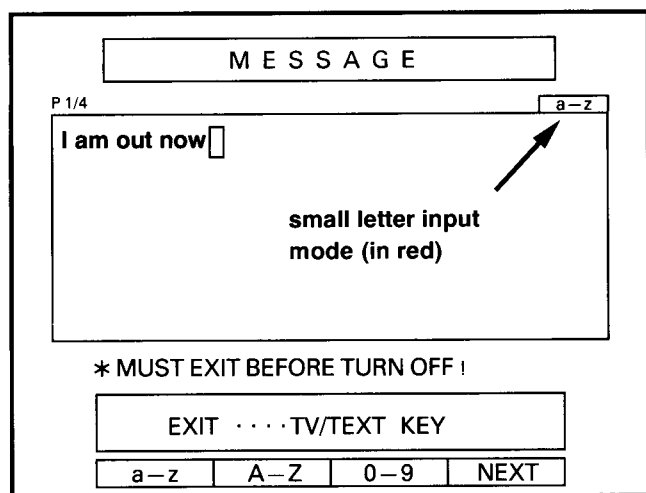 MESSAGE
P 1/4 a–z
I am out now
small letter input
mode (in red)
* MUST EXIT BEFORE TURN OFF !
EXIT ····TV/TEXT KEY
a–z A–Z 0–9 NEXT